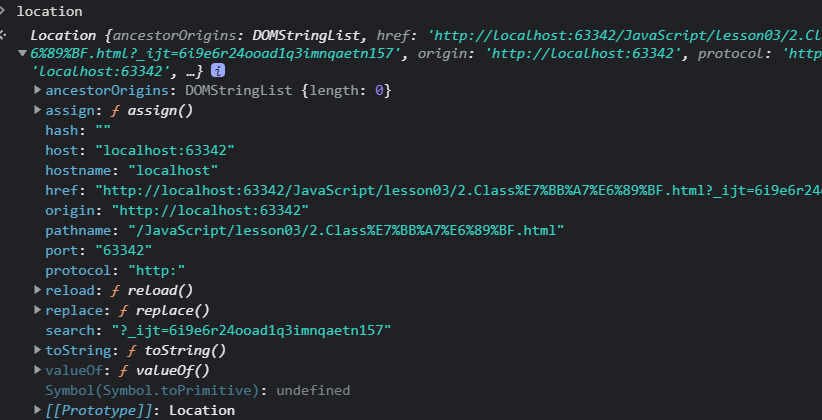 > location
Location {ancestorOrigins: DOMStringList, href: 'http://localhost:63342/JavaScript/lesson03/2.Cl
6%89%BF.html?_ijt=6i9e6r24ooad1q3imnqaetn157', origin: 'http://localhost:63342', protocol: 'http
'localhost:63342', …} i
ancestorOrigins: DOMStringList {length: 0}
assign: ƒ assign()
hash: ""
host: "localhost:63342"
hostname: "localhost"
href: "http://localhost:63342/JavaScript/lesson03/2.Class%E7%BB%A7%E6%89%BF.html?_ijt=6i9e6r24
origin: "http://localhost:63342"
pathname: "/JavaScript/lesson03/2.Class%E7%BB%A7%E6%89%BF.html"
port: "63342"
protocol: "http:"
reload: ƒ reload()
replace: ƒ replace()
search: "?_ijt=6i9e6r24ooad1q3imnqaetn157"
toString: ƒ toString()
valueOf: ƒ valueOf()
Symbol(Symbol.toPrimitive): undefined
[[Prototype]]: Location